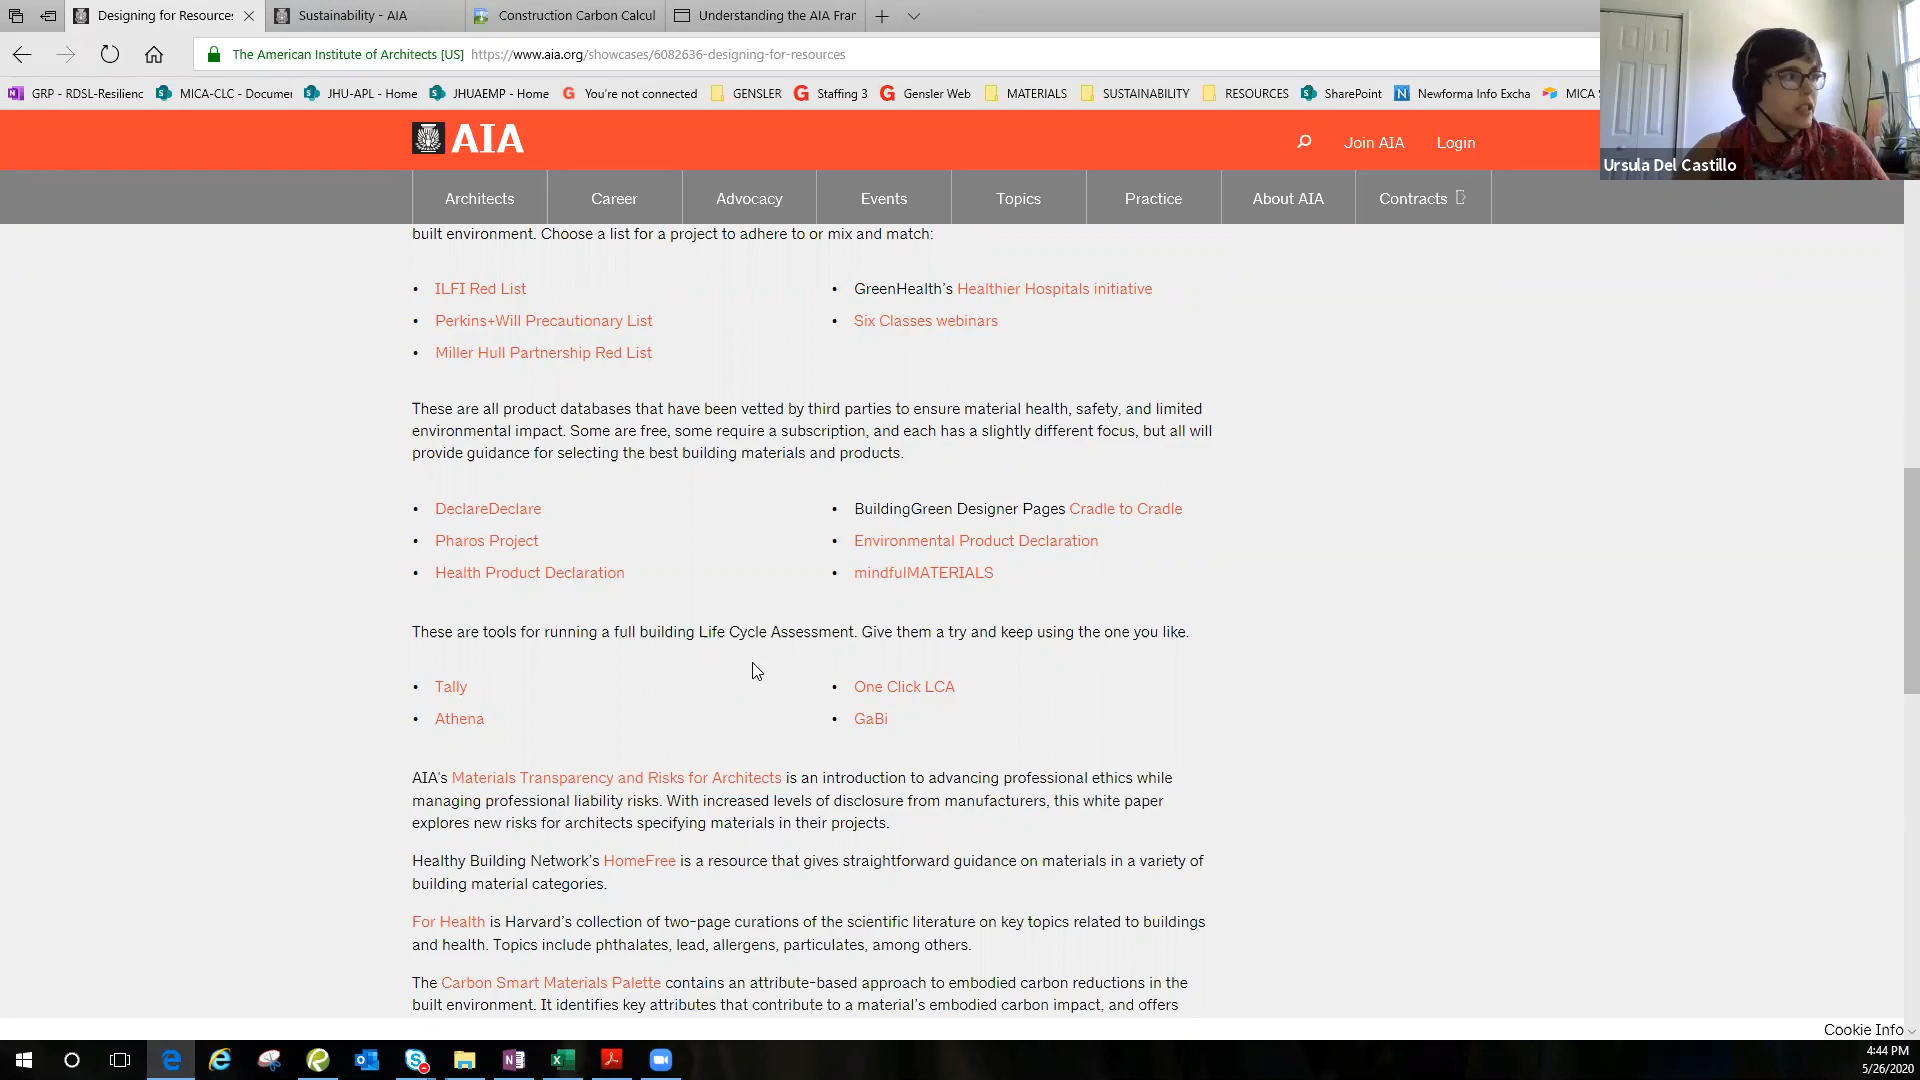 Designing for Resources
Sustainability - AIA
Construction Carbon Calcul
Understanding the AIA Frar
The American Institute of Architects [US] https://www.aia.org/showcases/6082636-designing-for-resources
GRP - RDSL-Resilienc
MICA-CLC - Documer
JHU-APL - Home
JHUAEMP - Home
You're not connected
GENSLER
Staffing 3
Gensler Web
MATERIALS
SUSTAINABILITY
RESOURCES
SharePoint
Newforma Info Excha
MICA
Ursula Del Castillo
AIA
Join AIA
Login
Architects
Career
Advocacy
Events
Topics
Practice
About AIA
Contracts
built environment. Choose a list for a project to adhere to or mix and match:
• ILFI Red List
• Perkins+Will Precautionary List
• Miller Hull Partnership Red List
• GreenHealth's Healthier Hospitals initiative
• Six Classes webinars
These are all product databases that have been vetted by third parties to ensure material health, safety, and limited
environmental impact. Some are free, some require a subscription, and each has a slightly different focus, but all will
provide guidance for selecting the best building materials and products.
• DeclareDeclare
• Pharos Project
• Health Product Declaration
• BuildingGreen Designer Pages Cradle to Cradle
• Environmental Product Declaration
• mindfulMATERIALS
These are tools for running a full building Life Cycle Assessment. Give them a try and keep using the one you like.
• Tally
• Athena
• One Click LCA
• GaBi
AIA's Materials Transparency and Risks for Architects is an introduction to advancing professional ethics while
managing professional liability risks. With increased levels of disclosure from manufacturers, this white paper
explores new risks for architects specifying materials in their projects.
Healthy Building Network's HomeFree is a resource that gives straightforward guidance on materials in a variety of
building material categories.
For Health is Harvard's collection of two-page curations of the scientific literature on key topics related to buildings
and health. Topics include phthalates, lead, allergens, particulates, among others.
The Carbon Smart Materials Palette contains an attribute-based approach to embodied carbon reductions in the
built environment. It identifies key attributes that contribute to a material's embodied carbon impact, and offers
Cookie Info
4:44 PM
5/26/2020